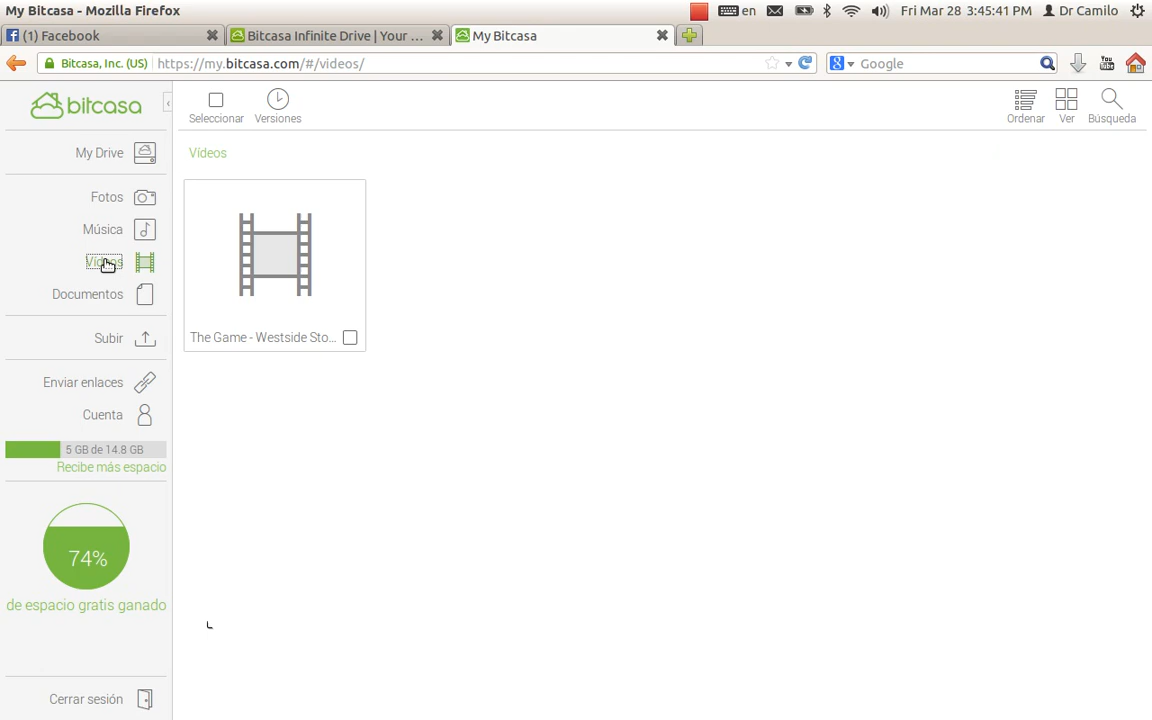 My Bitcasa - Mozilla Firefox
en
Fri Mar 28 3:45:41 PM
Dr Camilo
(1) Facebook
Bitcasa Infinite Drive | Your ...
My Bitcasa
Bitcasa, Inc. (US)
https://my.bitcasa.com/#/videos/
Google
You
Tube
bitcasa
Seleccionar
Versiones
Ordenar
Ver
Búsqueda
My Drive
Vídeos
Fotos
Música
Vídeos
Documentos
The Game - Westside Sto...
Subir
Enviar enlaces
Cuenta
5 GB de 14.8 GB
Recibe más espacio
74%
de espacio gratis ganado
Cerrar sesión